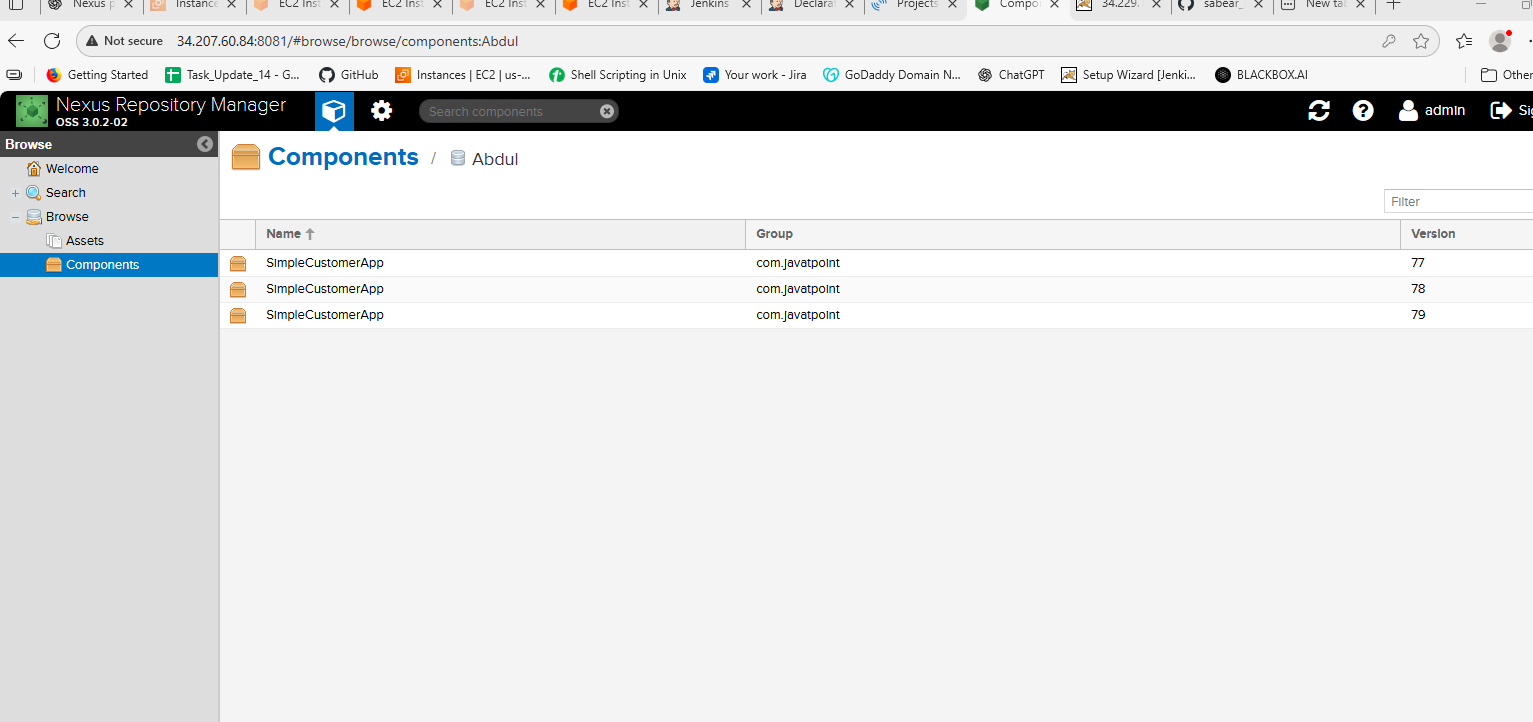 Nexus p Instance EC2 Inst EC2 Inst EC2 Inst EC2 Inst Jenkins Declarat Projects Compo 34.229. sabear_ New tab
Not secure 34.207.60.84:8081/#browse/browse/components:Abdul
Getting Started Task_Update_14 - G... GitHub Instances | EC2 | us-... Shell Scripting in Unix Your work - Jira GoDaddy Domain N... ChatGPT Setup Wizard [Jenki... BLACKBOX.AI Other
Nexus Repository Manager
OSS 3.0.2-02
Search components
admin
Sig
Browse
Welcome
Search
Browse
Assets
Components
Components / Abdul
Filter
Name Group Version
SimpleCustomerApp com.javatpoint 77
SimpleCustomerApp com.javatpoint 78
SimpleCustomerApp com.javatpoint 79